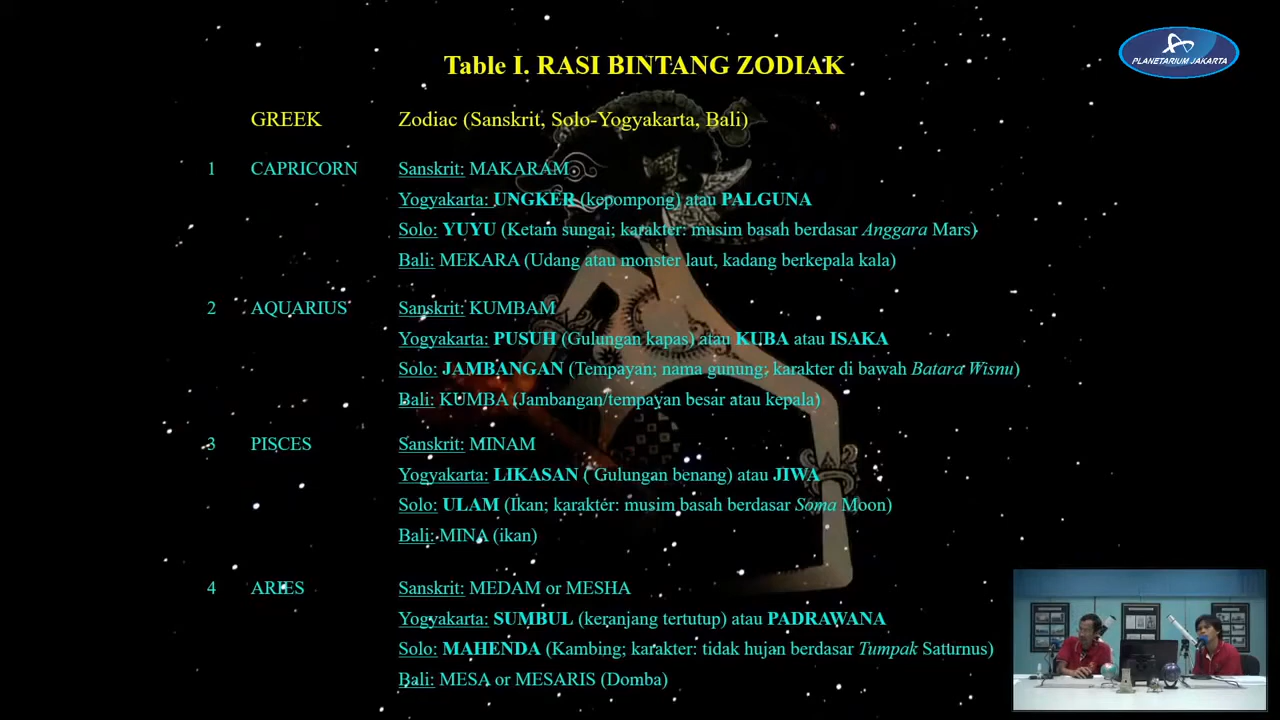 PLANETARIUM JAKARTA
Table I. RASI BINTANG ZODIAK
GREEK Zodiac (Sanskrit, Solo-Yogyakarta, Bali)
1 CAPRICORN Sanskrit: MAKARAM
Yogyakarta: UNGKER (kepompong) atau PALGUNA
Solo: YUYU (Ketam sungai; karakter: musim basah berdasar Anggara Mars)
Bali: MEKARA (Udang atau monster laut, kadang berkepala kala)
2 AQUARIUS Sanskrit: KUMBAM
Yogyakarta: PUSUH (Gulungan kapas) atau KUBA atau ISAKA
Solo: JAMBANGAN (Tempayan; nama gunung; karakter di bawah Batara Wisnu)
Bali: KUMBA (Jambangan/tempayan besar atau kepala)
3 PISCES Sanskrit: MINAM
Yogyakarta: LIKASAN ( Gulungan benang) atau JIWA
Solo: ULAM (Ikan; karakter: musim basah berdasar Soma Moon)
Bali: MINA (ikan)
4 ARIES Sanskrit: MEDAM or MESHA
Yogyakarta: SUMBUL (keranjang tertutup) atau PADRAWANA
Solo: MAHENDA (Kambing; karakter: tidak hujan berdasar Tumpak Satturnus)
Bali: MESA or MESARIS (Domba)